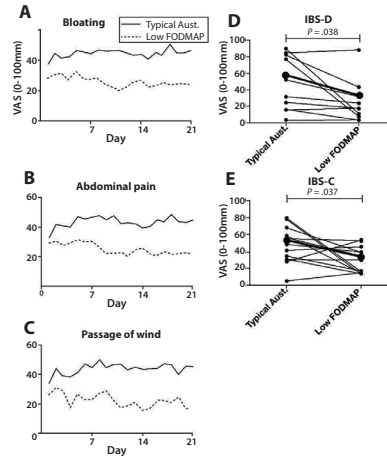 A
Bloating
Typical Aust.
Low FODMAP
VAS (0-100mm)
60
40
20
7
14
21
Day
B
Abdominal pain
60
40
20
0
7
14
21
Day
C
Passage of wind
60
40
20
0
7
14
21
Day
D
IBS-D
P = .038
VAS (0-100mm)
100
80
60
40
20
0
Typical Aust.
Low FODMAP
E
IBS-C
P = .037
VAS (0-100mm)
100
80
60
40
20
0
Typical Aust.
Low FODMAP